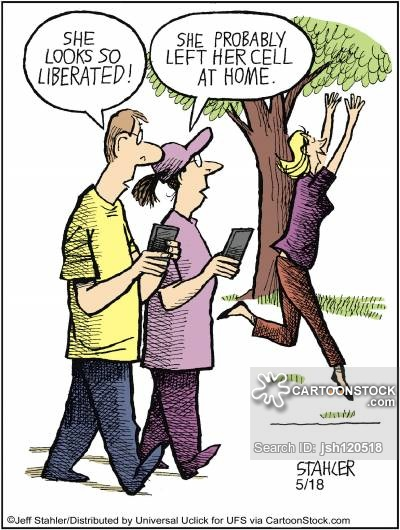 SHE
LOOKS SO
LIBERATED!
SHE PROBABLY
LEFT HER CELL
AT HOME.
CARTOONSTOCK
.com
Search ID: jsh120518
STAHLER
5/18
©Jeff Stahler/Distributed by Universal Uclick for UFS via CartoonStock.com